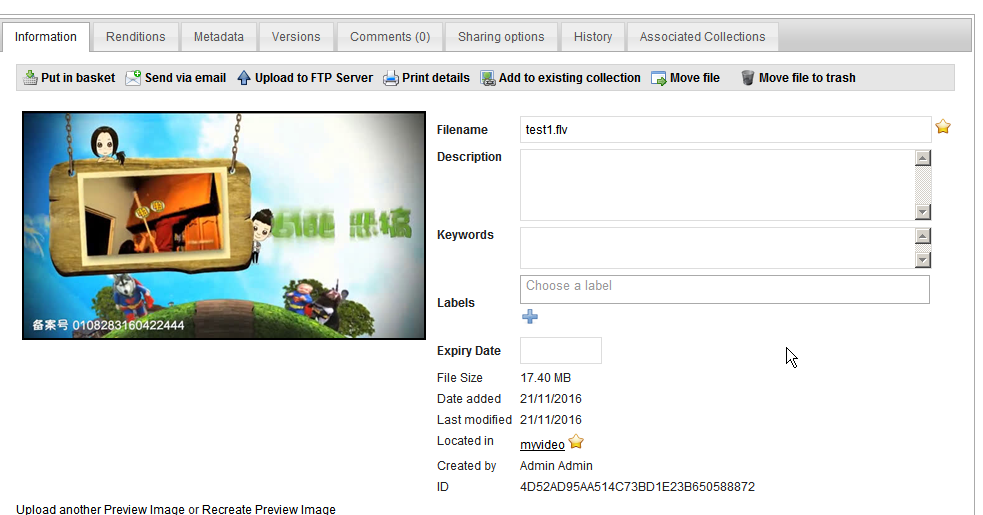 Information Renditions Metadata Versions Comments (0) Sharing options History Associated Collections
Put in basket Send via email Upload to FTP Server Print details Add to existing collection Move file Move file to trash
Filename test1.flv
Description
Keywords
Labels Choose a label
备案号 0108283160422444
Expiry Date
File Size 17.40 MB
Date added 21/11/2016
Last modified 21/11/2016
Located in myvideo
Created by Admin Admin
ID 4D52AD95AA514C73BD1E23B650588872
Upload another Preview Image or Recreate Preview Image